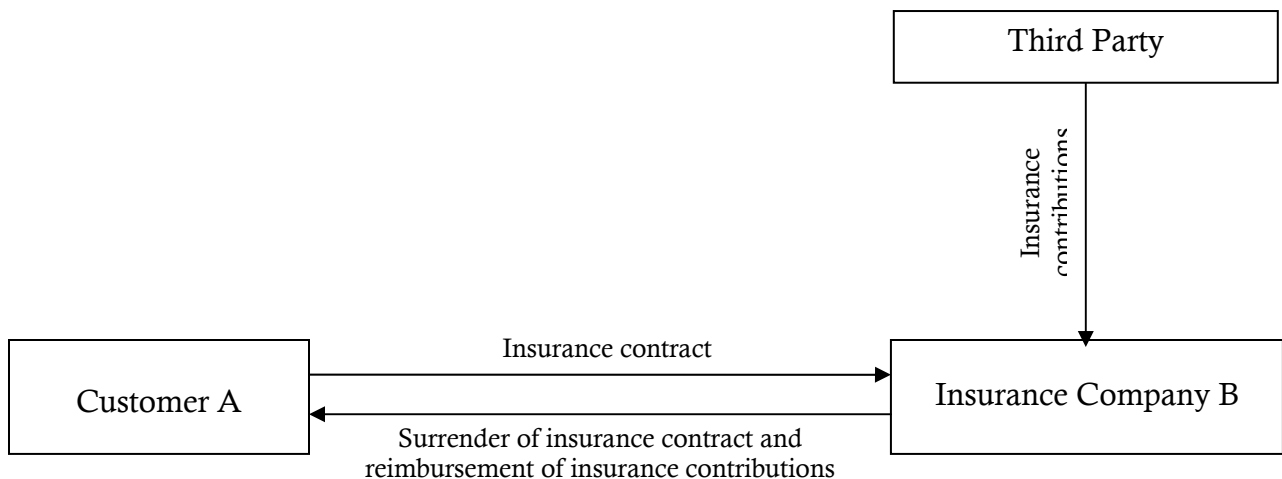 Third Party
Insurance
contributions
Insurance contract
Customer A
Insurance Company B
Surrender of insurance contract and
reimbursement of insurance contributions